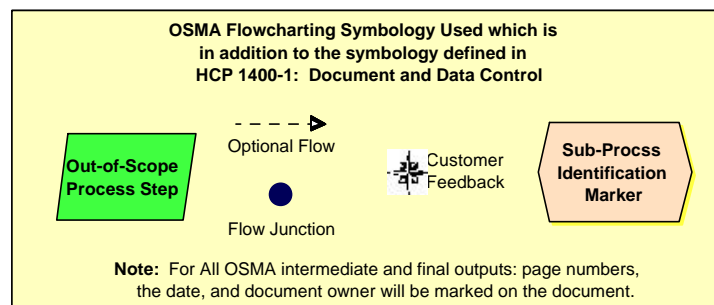 OSMA Flowcharting Symbology Used which is
in addition to the symbology defined in
HCP 1400-1: Document and Data Control
Out-of-Scope
Process Step
Optional Flow
Flow Junction
Customer
Feedback
Sub-Procss
Identification
Marker
Note: For All OSMA intermediate and final outputs: page numbers,
the date, and document owner will be marked on the document.